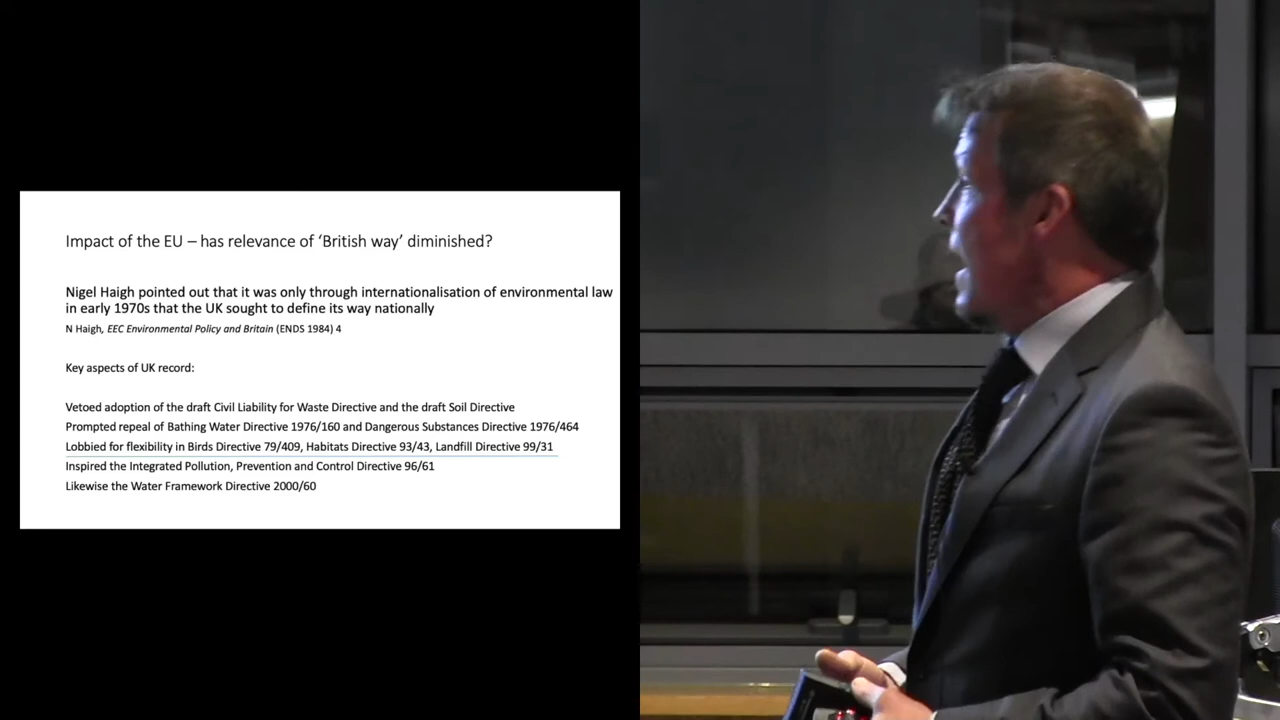 Impact of the EU – has relevance of ‘British way’ diminished?
Nigel Haigh pointed out that it was only through internationalisation of environmental law
in early 1970s that the UK sought to define its way nationally
N Haigh, EEC Environmental Policy and Britain (ENDS 1984) 4
Key aspects of UK record:
Vetoed adoption of the draft Civil Liability for Waste Directive and the draft Soil Directive
Prompted repeal of Bathing Water Directive 1976/160 and Dangerous Substances Directive 1976/464
Lobbied for flexibility in Birds Directive 79/409, Habitats Directive 93/43, Landfill Directive 99/31
Inspired the Integrated Pollution, Prevention and Control Directive 96/61
Likewise the Water Framework Directive 2000/60